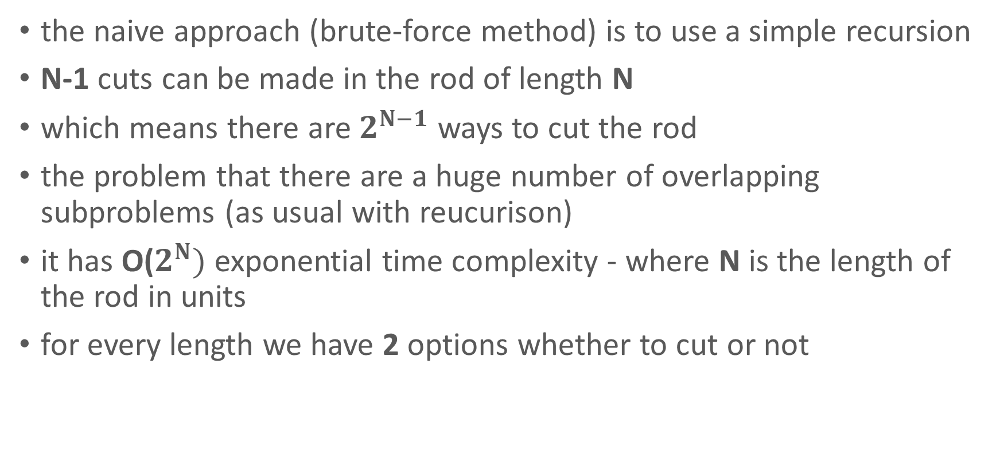 • the naive approach (brute-force method) is to use a simple recursion
• N-1 cuts can be made in the rod of length N
• which means there are 2^{N-1} ways to cut the rod
• the problem that there are a huge number of overlapping
subproblems (as usual with reucurison)
• it has O(2^N) exponential time complexity - where N is the length of
the rod in units
• for every length we have 2 options whether to cut or not